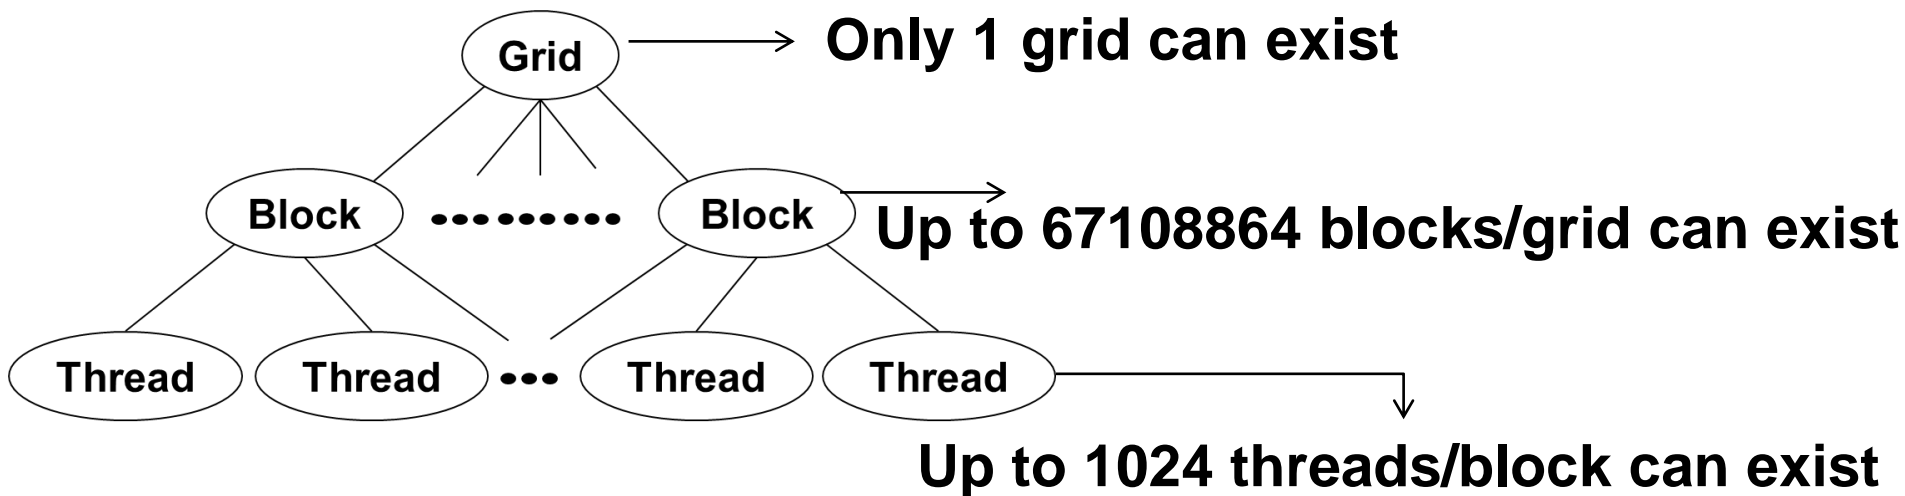 Grid
Only 1 grid can exist
Block
Block
Up to 67108864 blocks/grid can exist
Thread
Thread
Thread
Thread
Up to 1024 threads/block can exist